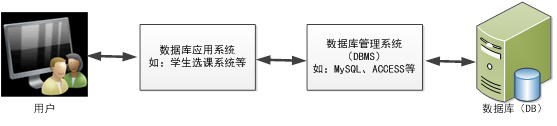 用户
数据库应用系统
如：学生选课系统等
数据库管理系统
（DBMS）
如：MySQL、ACCESS等
数据库（DB）